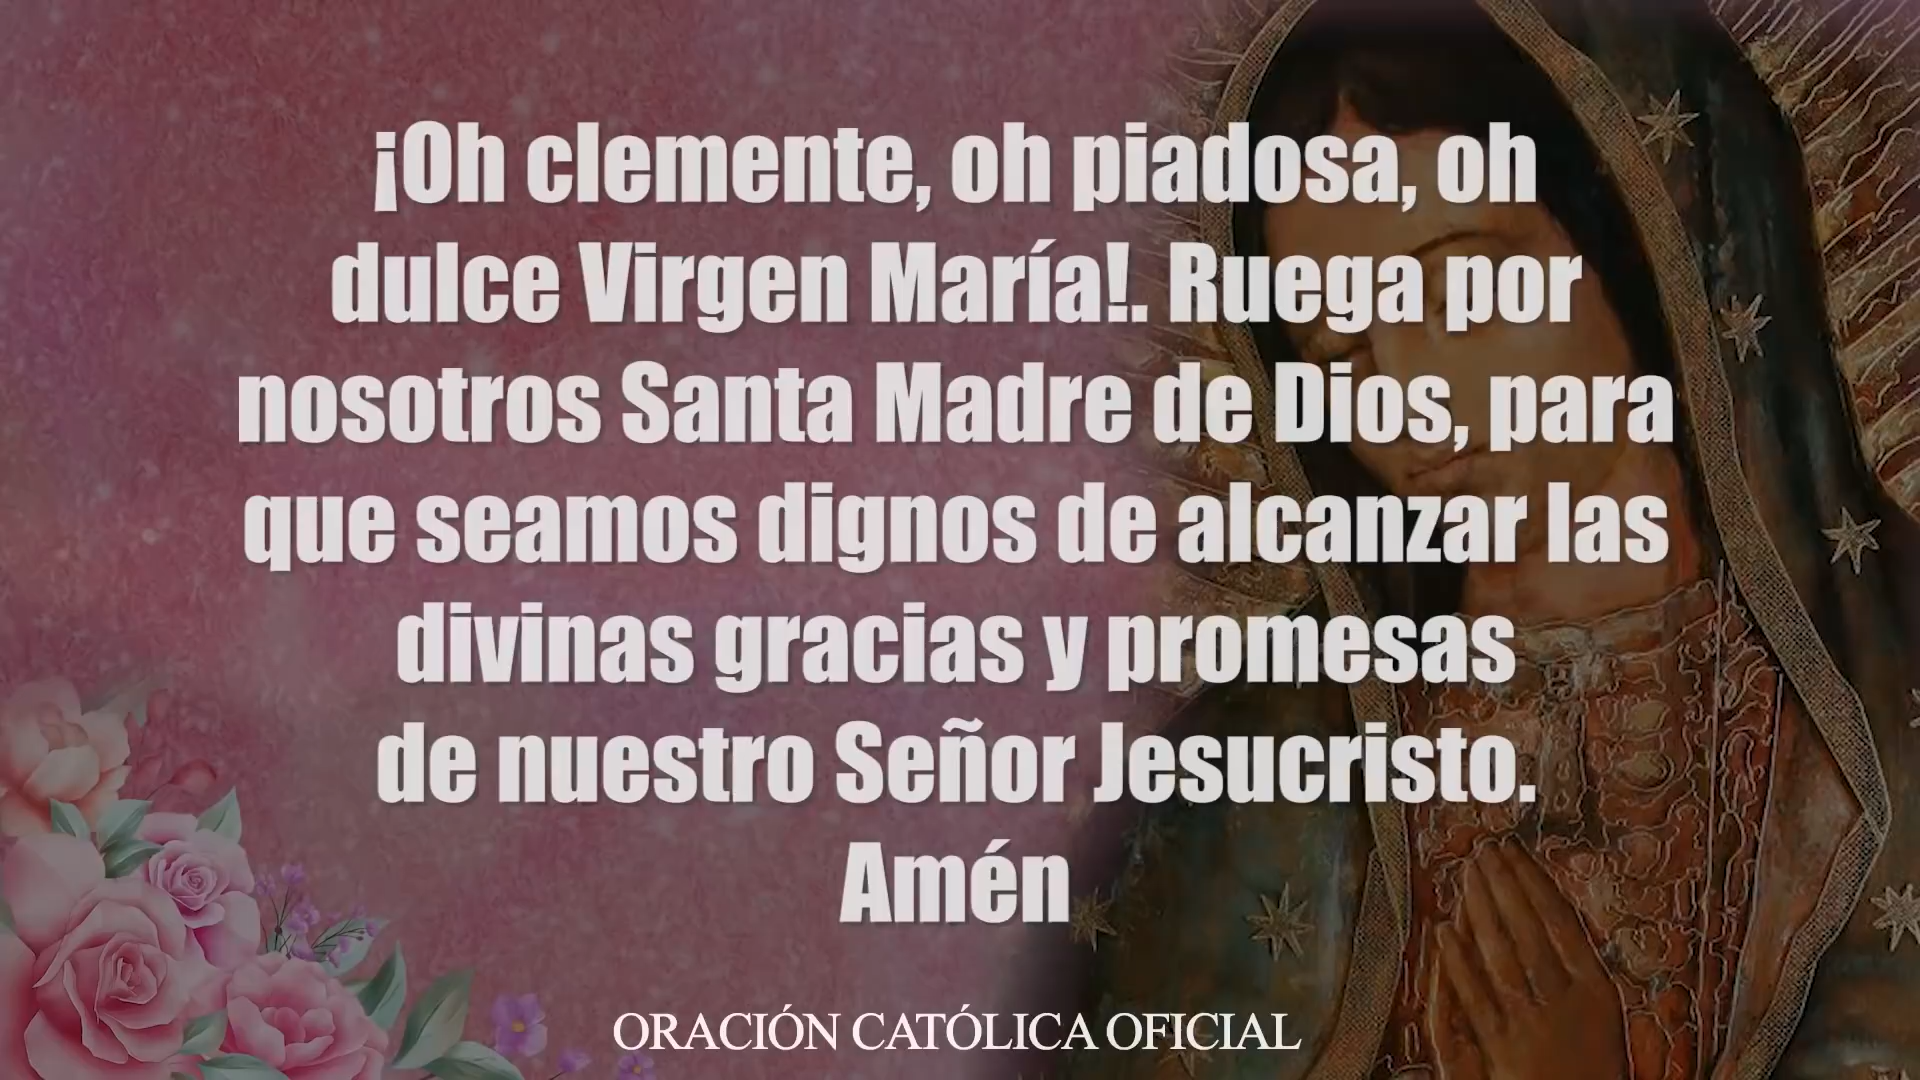 ¡Oh clemente, oh piadosa, oh
dulce Virgen María!. Ruega por
nosotros Santa Madre de Dios, para
que seamos dignos de alcanzar las
divinas gracias y promesas
de nuestro Señor Jesucristo.
Amén
ORACIÓN CATÓLICA OFICIAL